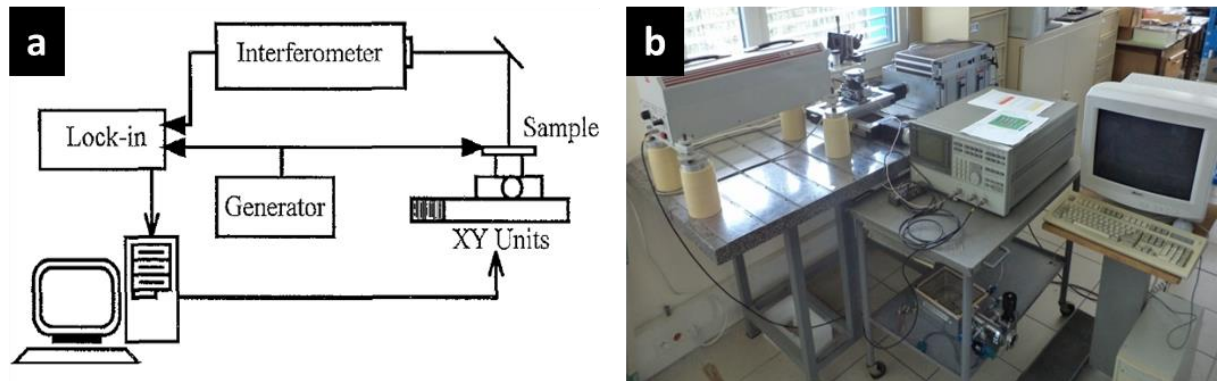 a
Interferometer
Lock-in
Sample
Generator
XY Units
b